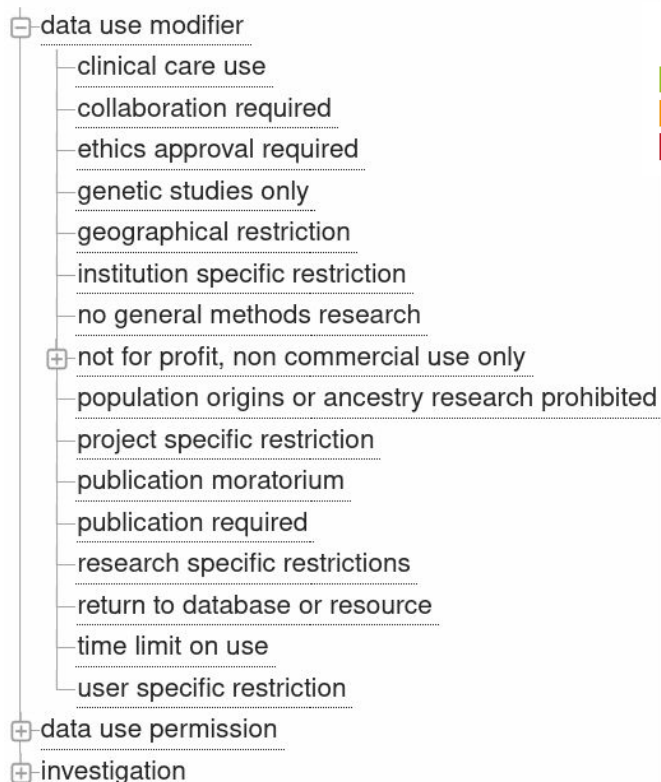 data use modifier
clinical care use
collaboration required
ethics approval required
genetic studies only
geographical restriction
institution specific restriction
no general methods research
not for profit, non commercial use only
population origins or ancestry research prohibited
project specific restriction
publication moratorium
publication required
research specific restrictions
return to database or resource
time limit on use
user specific restriction
data use permission
investigation